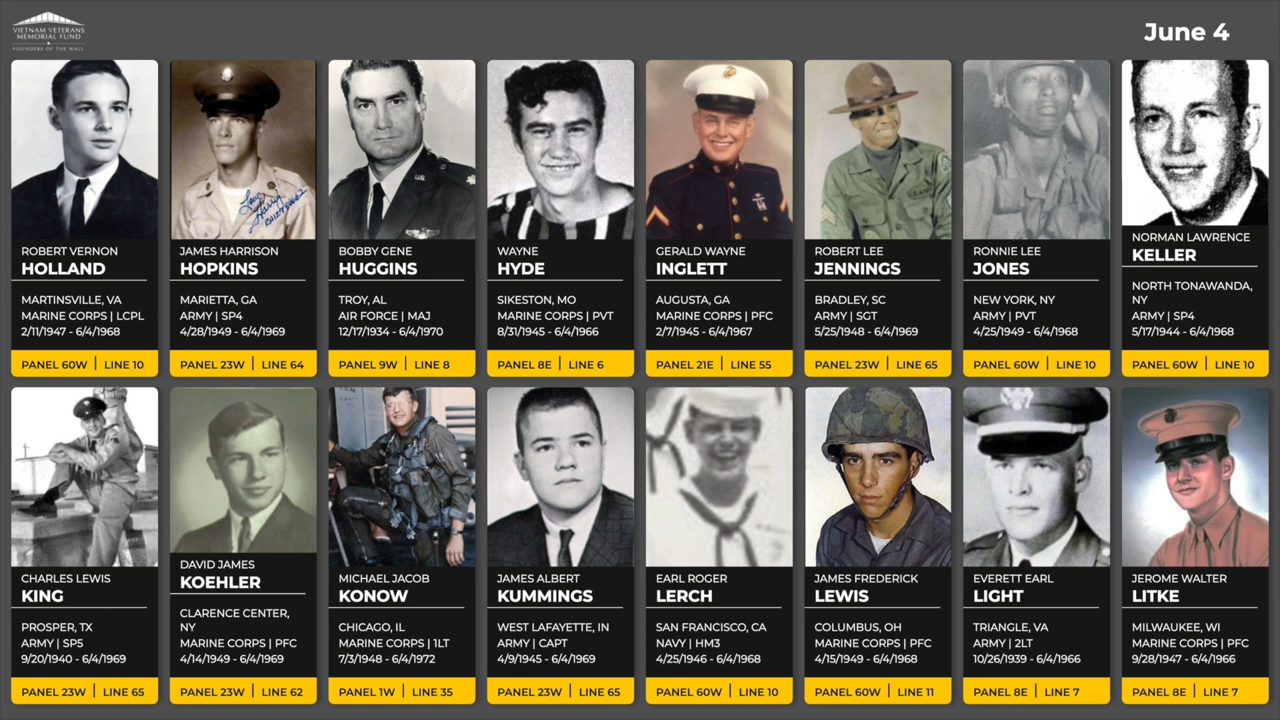 VIETNAM VETERANS
MEMORIAL FUND
FOUNDERS OF THE WALL
June 4
ROBERT VERNON
HOLLAND
MARTINSVILLE, VA
MARINE CORPS | LCPL
2/11/1947 - 6/4/1968
PANEL 60W | LINE 10
JAMES HARRISON
HOPKINS
MARIETTA, GA
ARMY | SP4
4/28/1949 - 6/4/1969
PANEL 23W | LINE 64
BOBBY GENE
HUGGINS
TROY, AL
AIR FORCE | MAJ
12/17/1934 - 6/4/1970
PANEL 9W | LINE 8
WAYNE
HYDE
SIKESTON, MO
MARINE CORPS | PVT
8/31/1945 - 6/4/1966
PANEL 8E | LINE 6
GERALD WAYNE
INGLETT
AUGUSTA, GA
MARINE CORPS | PFC
2/7/1945 - 6/4/1967
PANEL 21E | LINE 55
ROBERT LEE
JENNINGS
BRADLEY, SC
ARMY | SGT
5/25/1948 - 6/4/1969
PANEL 23W | LINE 65
RONNIE LEE
JONES
NEW YORK, NY
ARMY | PVT
4/25/1949 - 6/4/1968
PANEL 60W | LINE 10
NORMAN LAWRENCE
KELLER
NORTH TONAWANDA,
NY
ARMY | SP4
5/17/1944 - 6/4/1968
PANEL 60W | LINE 10
CHARLES LEWIS
KING
PROSPER, TX
ARMY | SP5
9/20/1940 - 6/4/1969
PANEL 23W | LINE 65
DAVID JAMES
KOEHLER
CLARENCE CENTER,
NY
MARINE CORPS | PFC
4/14/1949 - 6/4/1969
PANEL 23W | LINE 62
MICHAEL JACOB
KONOW
CHICAGO, IL
MARINE CORPS | 1LT
7/3/1948 - 6/4/1972
PANEL 1W | LINE 35
JAMES ALBERT
KUMMINGS
WEST LAFAYETTE, IN
ARMY | CAPT
4/9/1945 - 6/4/1969
PANEL 23W | LINE 65
EARL ROGER
LERCH
SAN FRANCISCO, CA
NAVY | HM3
4/25/1946 - 6/4/1968
PANEL 60W | LINE 10
JAMES FREDERICK
LEWIS
COLUMBUS, OH
MARINE CORPS | PFC
4/15/1949 - 6/4/1968
PANEL 60W | LINE 11
EVERETT EARL
LIGHT
TRIANGLE, VA
ARMY | 2LT
10/26/1939 - 6/4/1966
PANEL 8E | LINE 7
JEROME WALTER
LITKE
MILWAUKEE, WI
MARINE CORPS | PFC
9/28/1947 - 6/4/1966
PANEL 8E | LINE 7